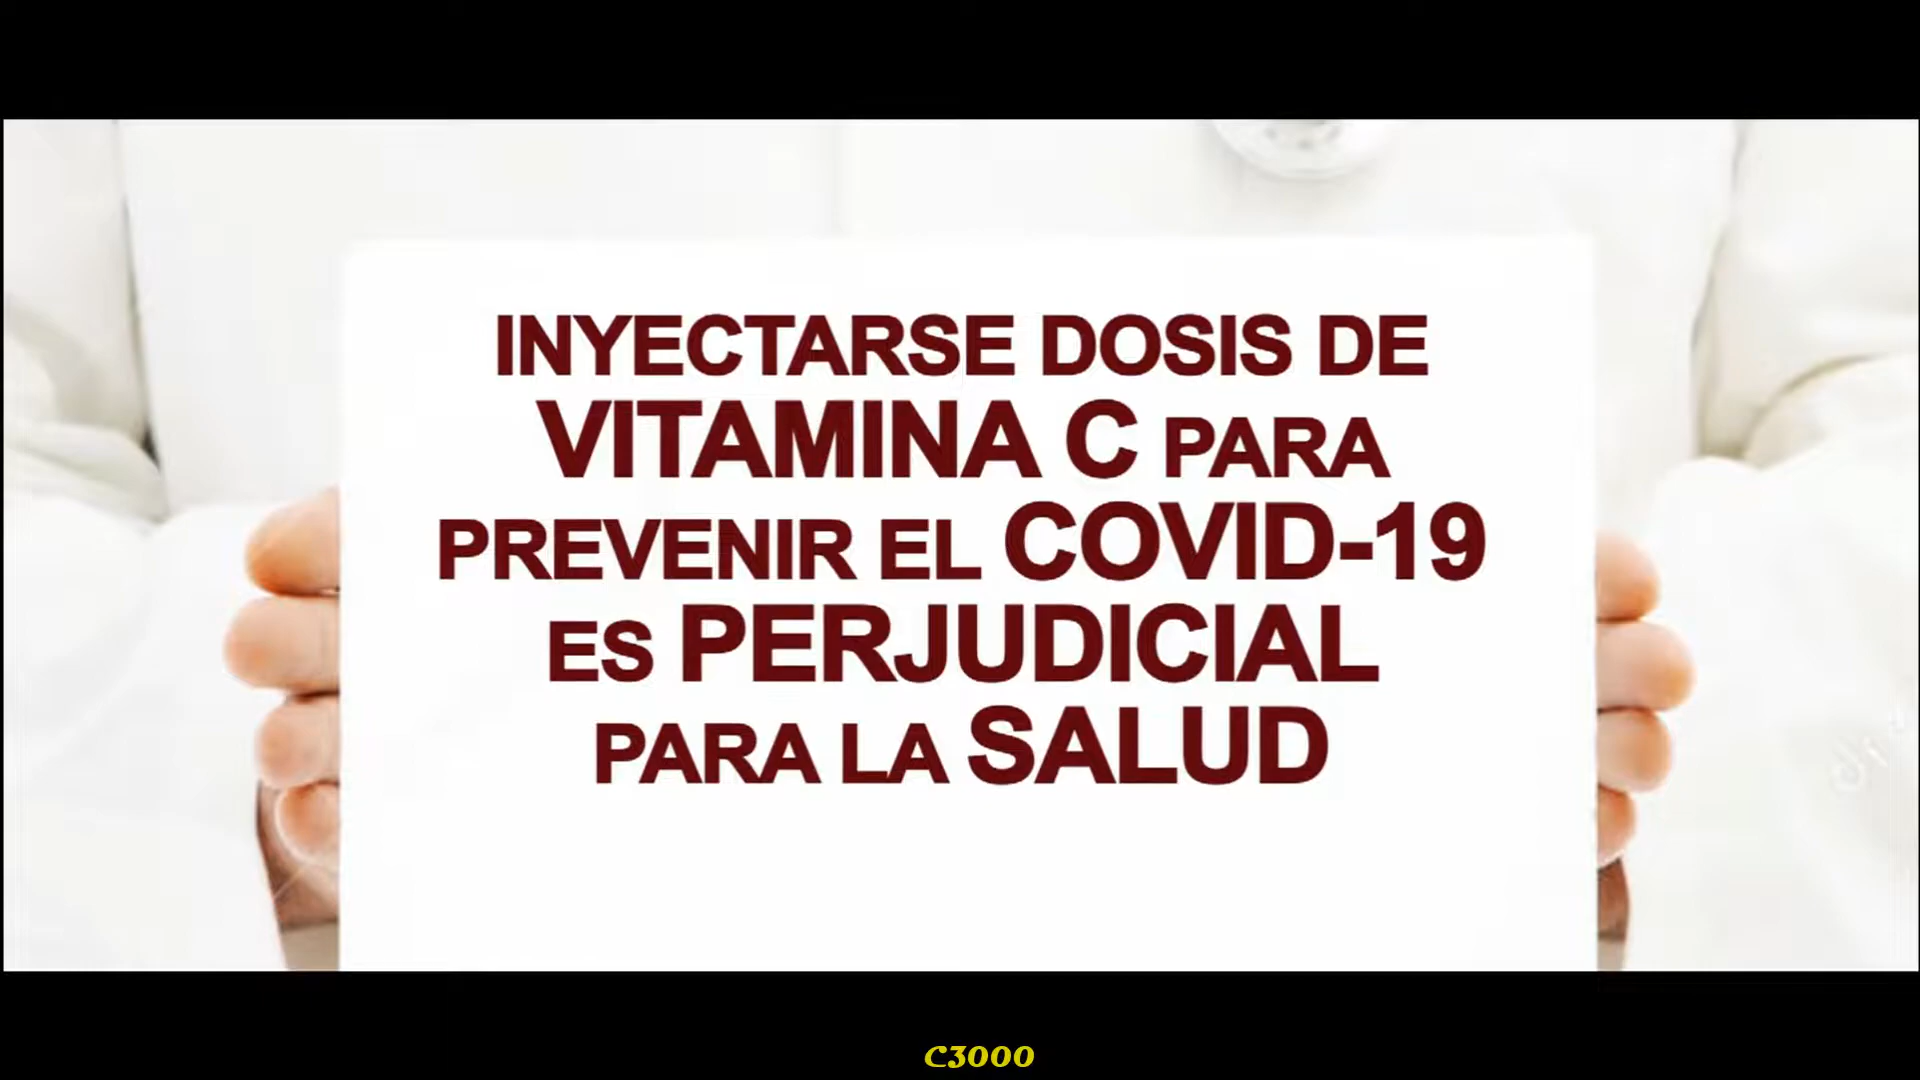 INYECTARSE DOSIS DE
VITAMINA C PARA
PREVENIR EL COVID-19
ES PERJUDICIAL
PARA LA SALUD
C3000